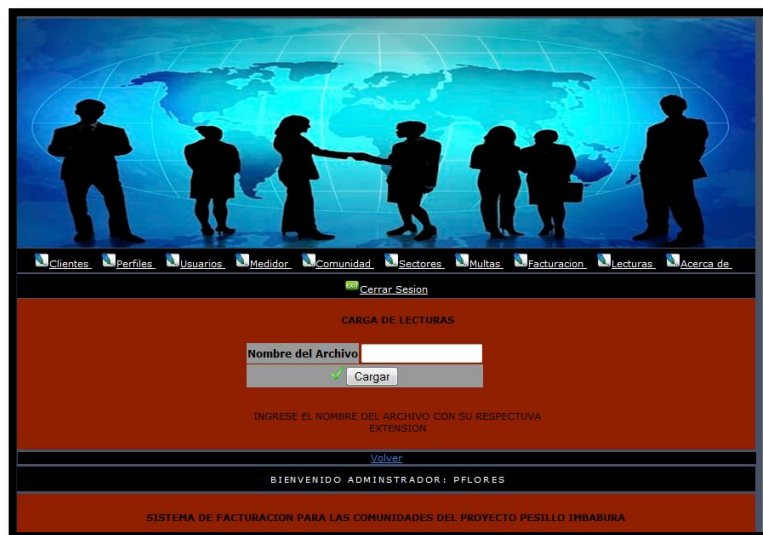 Clientes Perfiles Usuarios Medidor Comunidad Sectores Multas Facturacion Lecturas Acerca de
EXIT Cerrar Sesion
CARGA DE LECTURAS
Nombre del Archivo
Cargar
INGRESE EL NOMBRE DEL ARCHIVO CON SU RESPECTUVA
EXTENSION
Volver
BIENVENIDO ADMINSTRADOR: PFLORES
SISTEMA DE FACTURACION PARA LAS COMUNIDADES DEL PROYECTO PESILLO IMBABURA